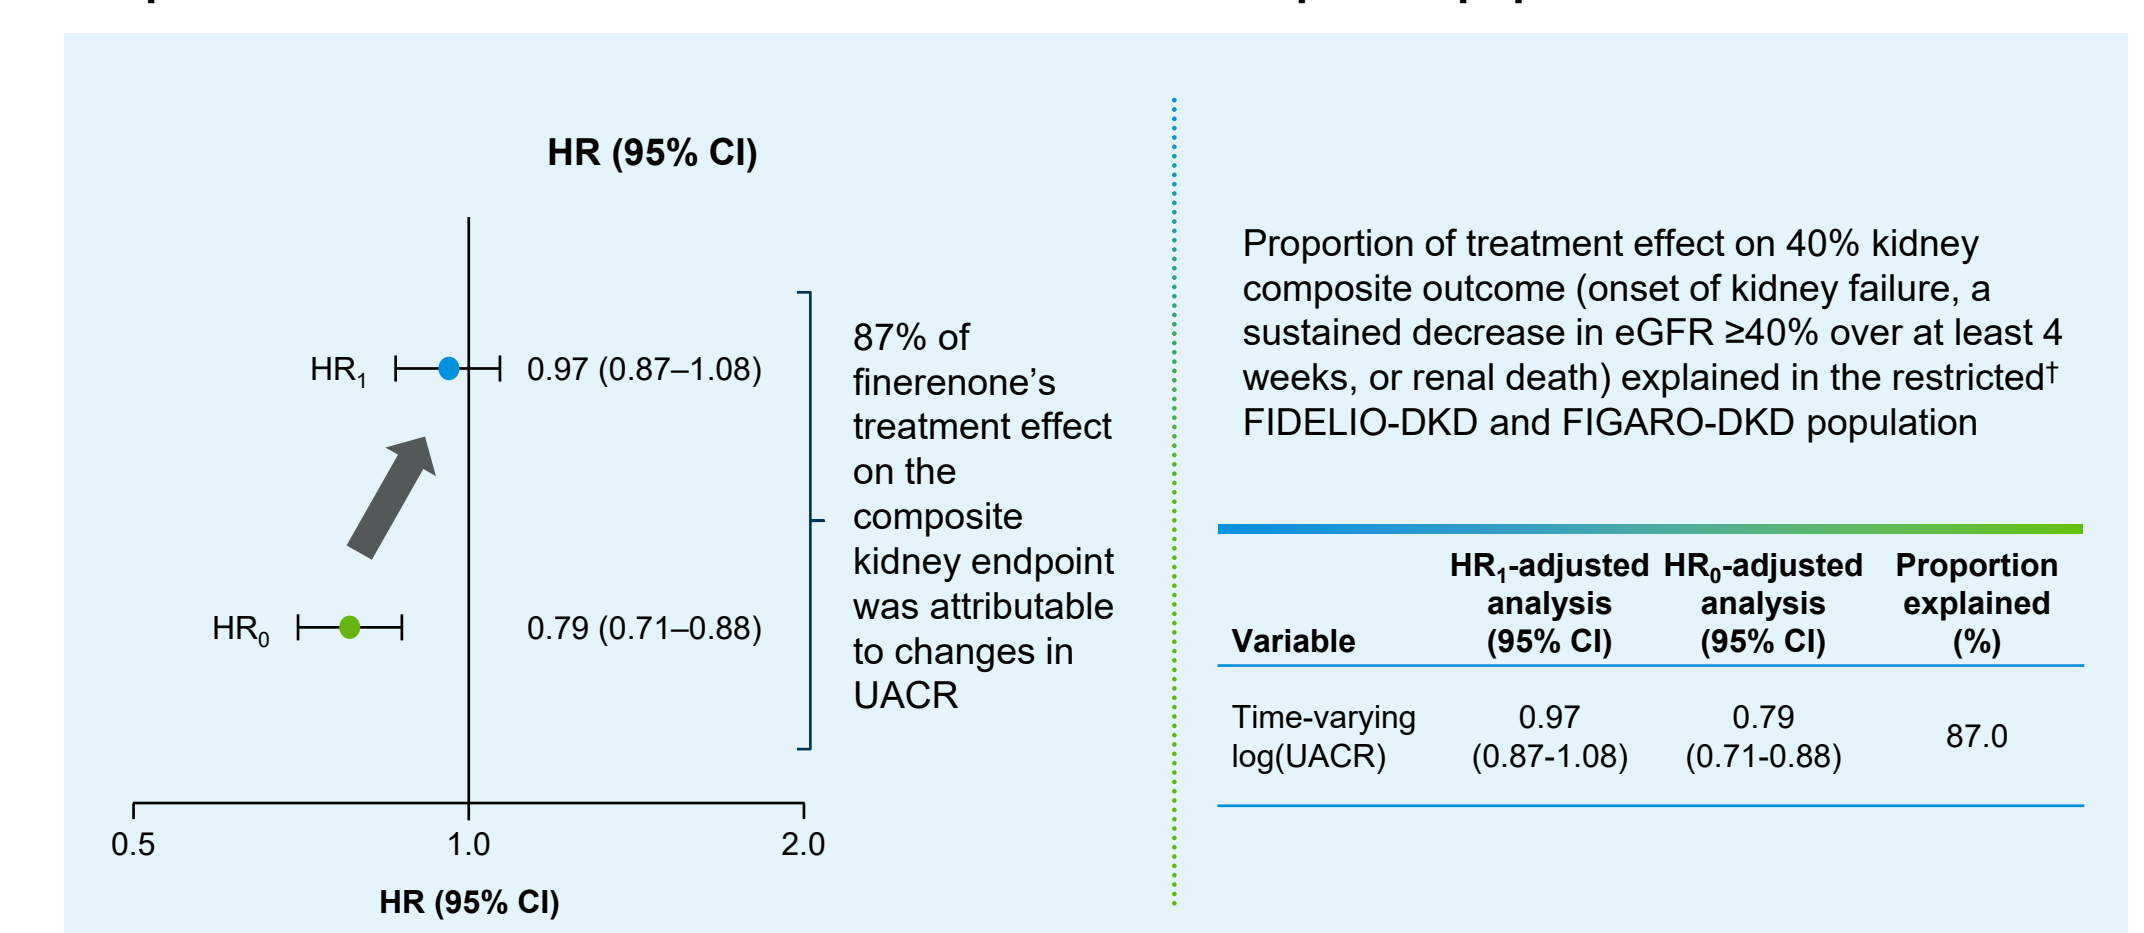 HR (95% CI)
HR₁
0.97 (0.87–1.08)
HR₀
0.79 (0.71–0.88)
0.5
1.0
2.0
HR (95% CI)
87% of
finerenone’s
treatment effect
on the
composite
kidney endpoint
was attributable
to changes in
UACR
Proportion of treatment effect on 40% kidney
composite outcome (onset of kidney failure, a
sustained decrease in eGFR ≥40% over at least 4
weeks, or renal death) explained in the restricted†
FIDELIO-DKD and FIGARO-DKD population
HR₁-adjusted HR₀-adjusted Proportion
analysis analysis explained
Variable (95% CI) (95% CI) (%)
Time-varying 0.97 0.79
87.0
log(UACR) (0.87-1.08) (0.71-0.88)